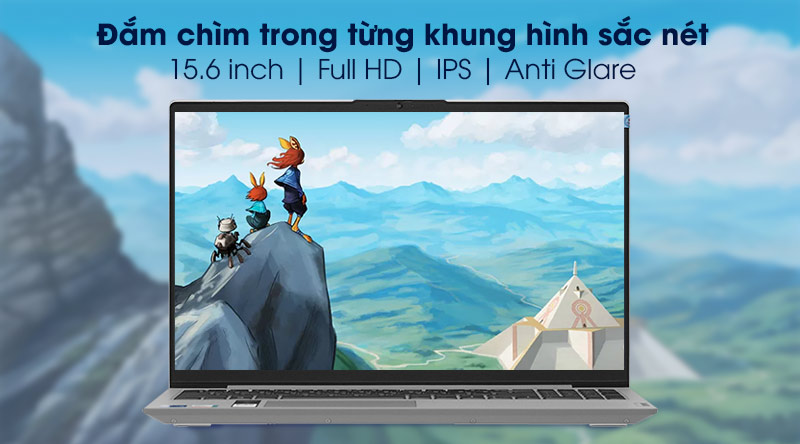 Đắm chìm trong từng khung hình sắc nét
15.6 inch | Full HD | IPS | Anti Glare